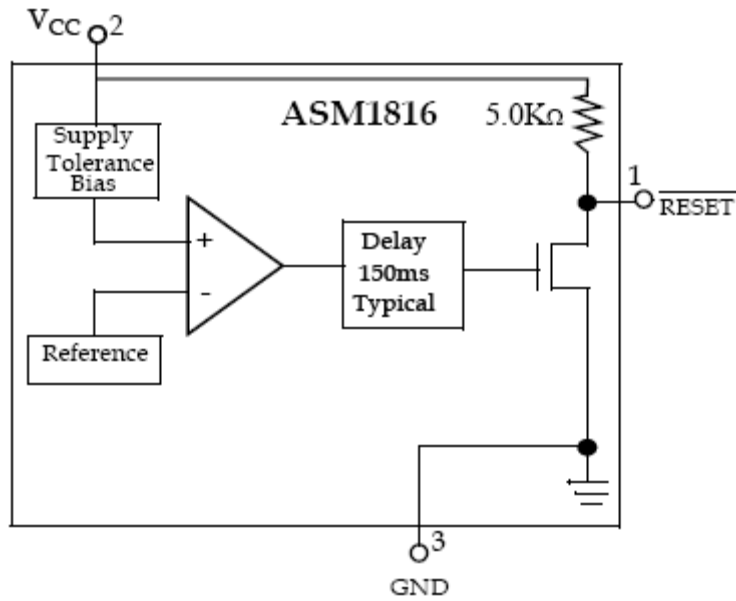 VCC 2
ASM1816
5.0KΩ
Supply
Tolerance
Bias
1
RESET
+
Delay
150ms
Typical
-
Reference
3
GND